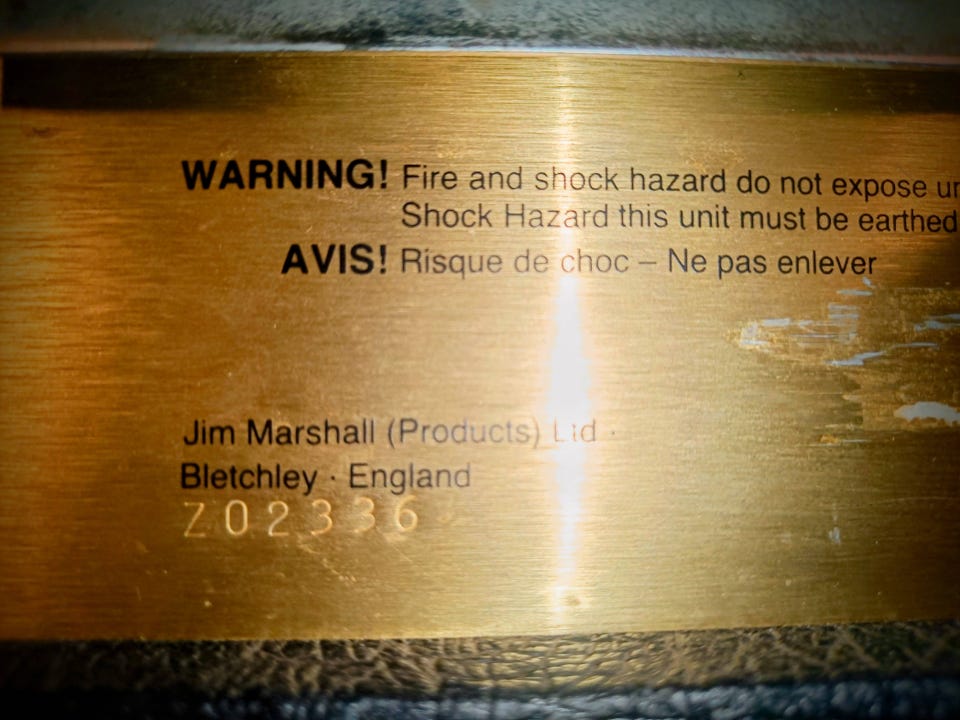 WARNING! Fire and shock hazard do not expose
Shock Hazard this unit must be earthed
AVIS! Risque de choc – Ne pas enlever
Jim Marshall (Products) Ltd ·
Bletchley · England
Z02336